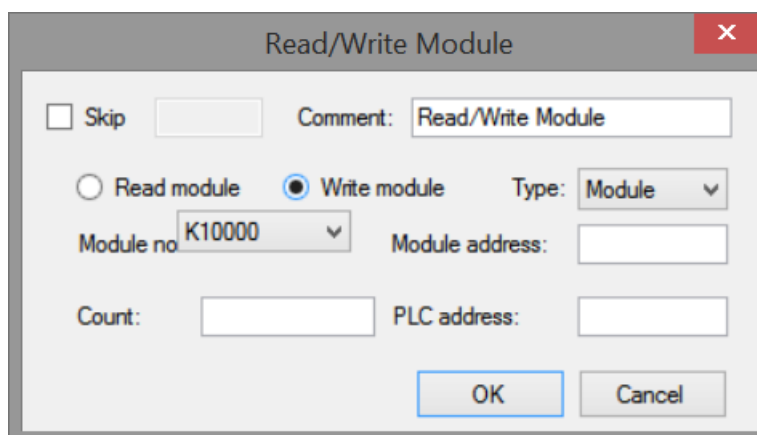 Read/Write Module
Skip Comment: Read/Write Module
Read module Write module Type: Module
Module no K10000 Module address:
Count: PLC address:
OK Cancel